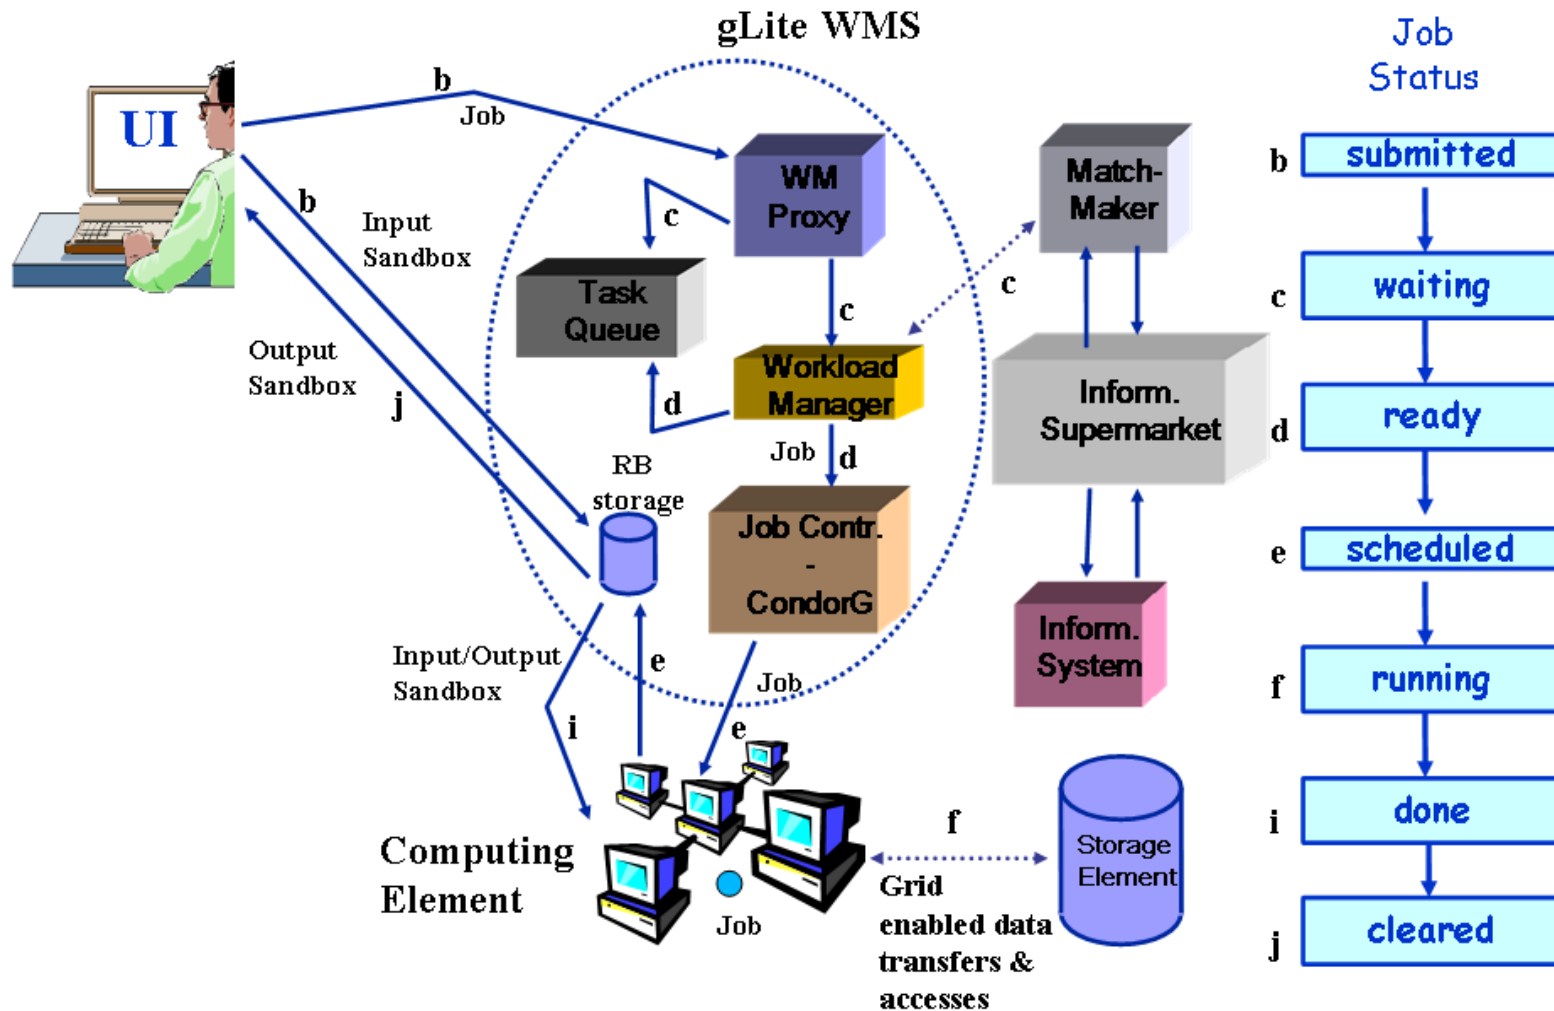 gLite WMS
Job
Status
UI
b
Job
b
Input
Sandbox
Output
Sandbox
j
WM
Proxy
c
Task
Queue
c
Workload
Manager
d
Job
d
RB
storage
Job Contr.
-
CondorG
Match-
Maker
c
Inform.
Supermarket
Inform.
System
Input/Output
Sandbox
e
Job
i
e
Computing
Element
Job
f
Grid
enabled data
transfers &
accesses
Storage
Element
b
submitted
c
waiting
d
ready
e
scheduled
f
running
i
done
j
cleared